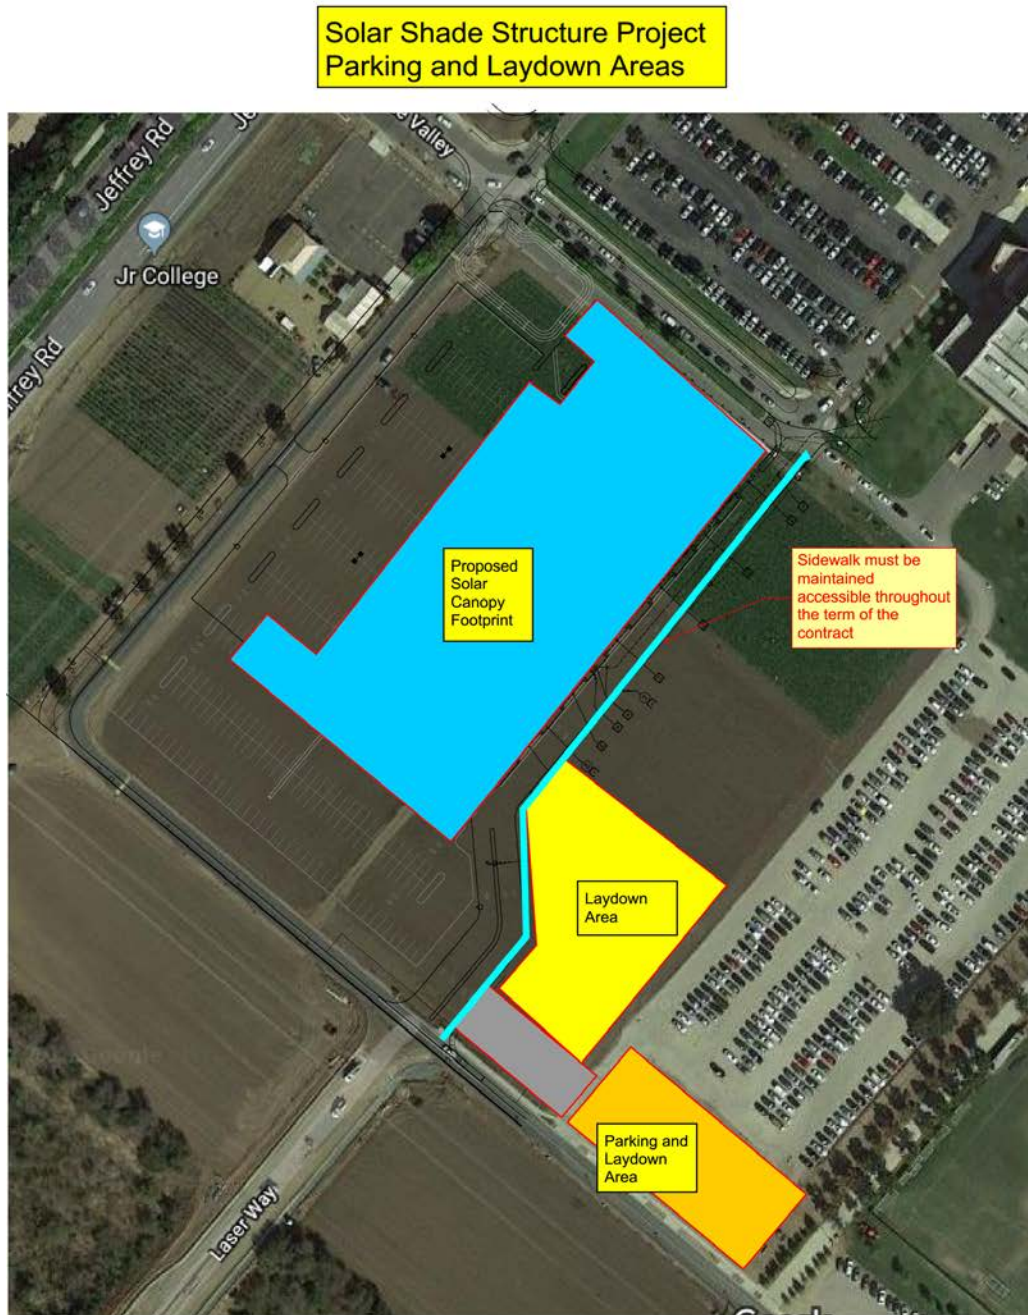 Solar Shade Structure Project
Parking and Laydown Areas
Jeffrey Rd
Valley
Jr College
Proposed
Solar
Canopy
Footprint
Sidewalk must be
maintained
accessible throughout
the term of the
contract
Laydown
Area
Parking and
Laydown
Area
Laser Way